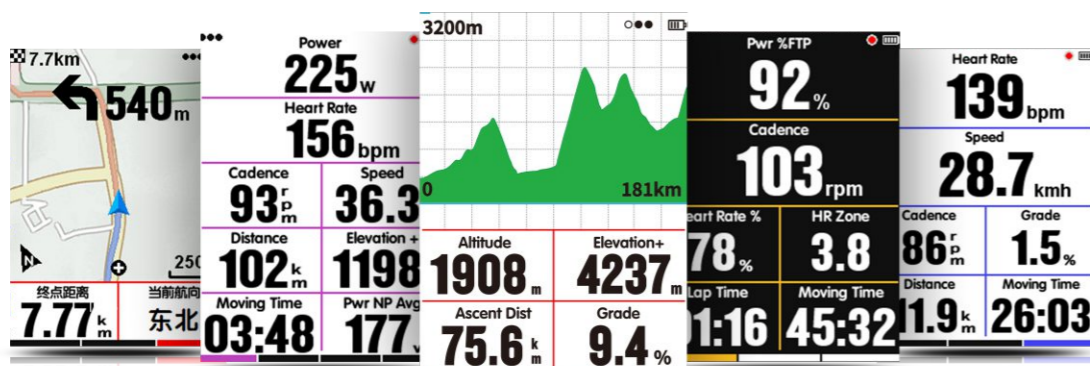 7.7km
540m
N
250
终点距离
7.77km
当前航向
东北
Power
225w
Heart Rate
156bpm
Cadence
93rpm
Speed
36.3
Distance
102km
Elevation +
1198
Moving Time
03:48
Pwr NP Avg
177
3200m
0
181km
Altitude
1908m
Elevation+
4237m
Ascent Dist
75.6km
Grade
9.4%
Pwr %FTP
92%
Cadence
103rpm
eart Rate %
78%
HR Zone
3.8
Lap Time
01:16
Moving Time
45:32
Heart Rate
139bpm
Speed
28.7kmh
Cadence
86rpm
Grade
1.5%
Distance
11.9km
Moving Time
26:03